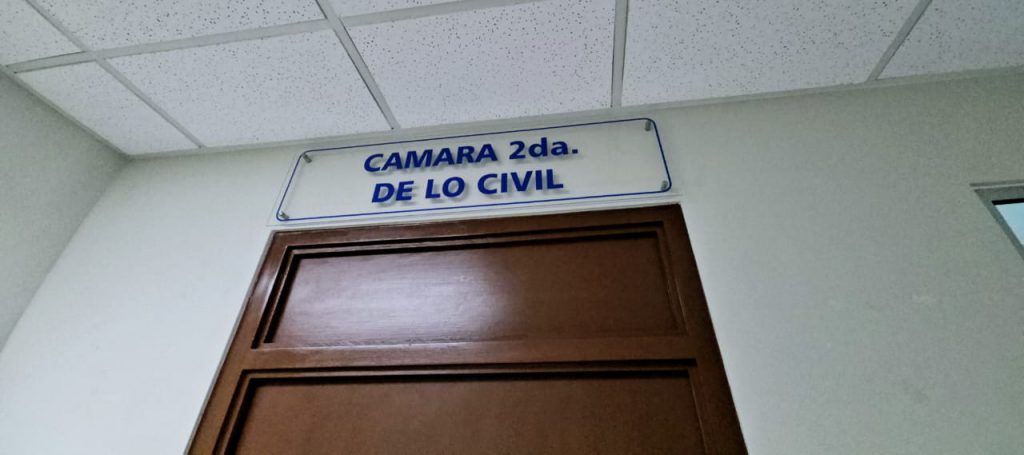 CAMARA 2da.
DE LO CIVIL